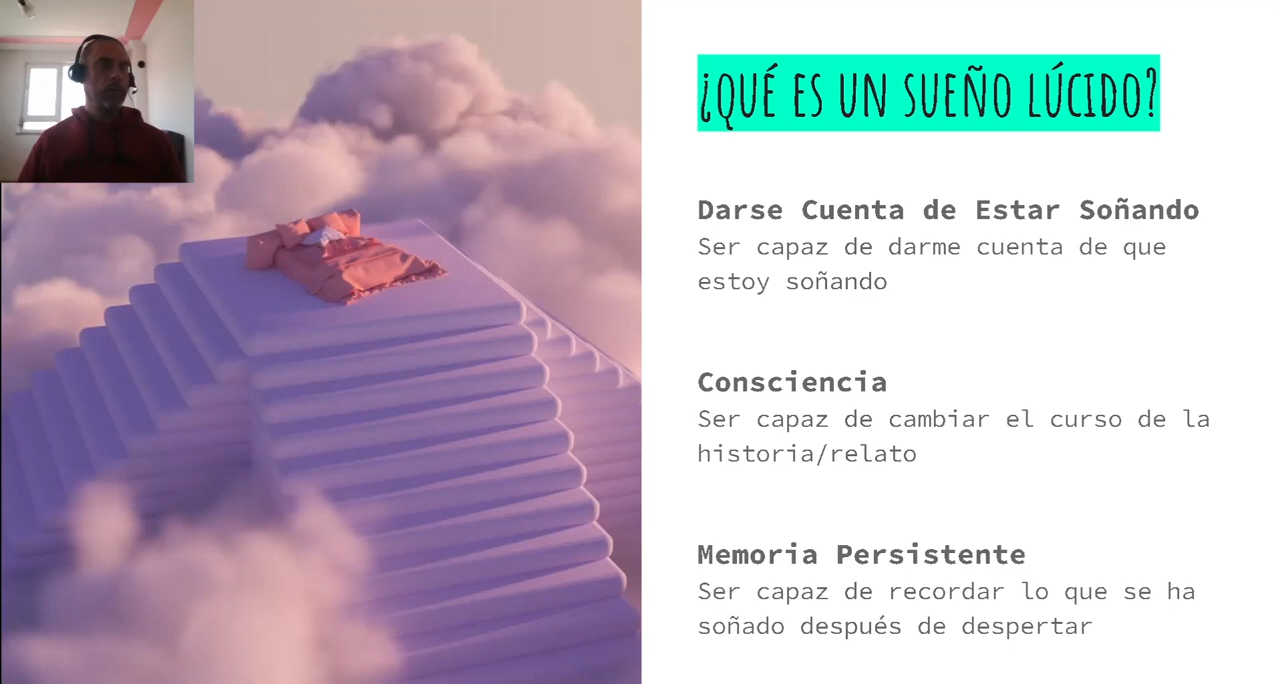 ¿QUÉ ES UN SUEÑO LÚCIDO?
Darse Cuenta de Estar Soñando
Ser capaz de darme cuenta de que
estoy soñando
Consciencia
Ser capaz de cambiar el curso de la
historia/relato
Memoria Persistente
Ser capaz de recordar lo que se ha
soñado después de despertar